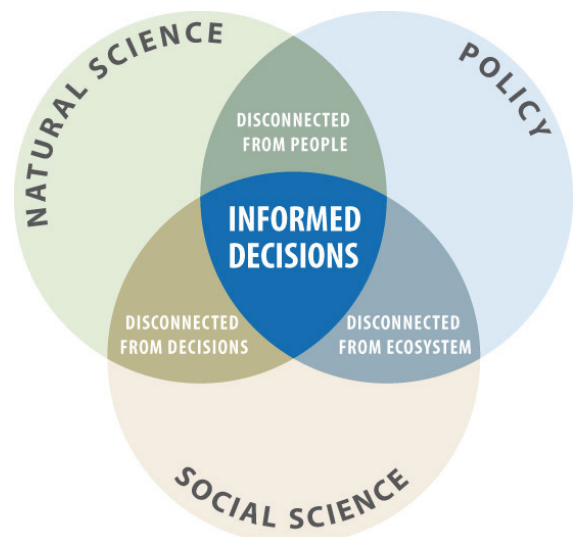 NATURAL SCIENCE
POLICY
DISCONNECTED
FROM PEOPLE
INFORMED
DECISIONS
DISCONNECTED
FROM DECISIONS
DISCONNECTED
FROM ECOSYSTEM
SOCIAL SCIENCE